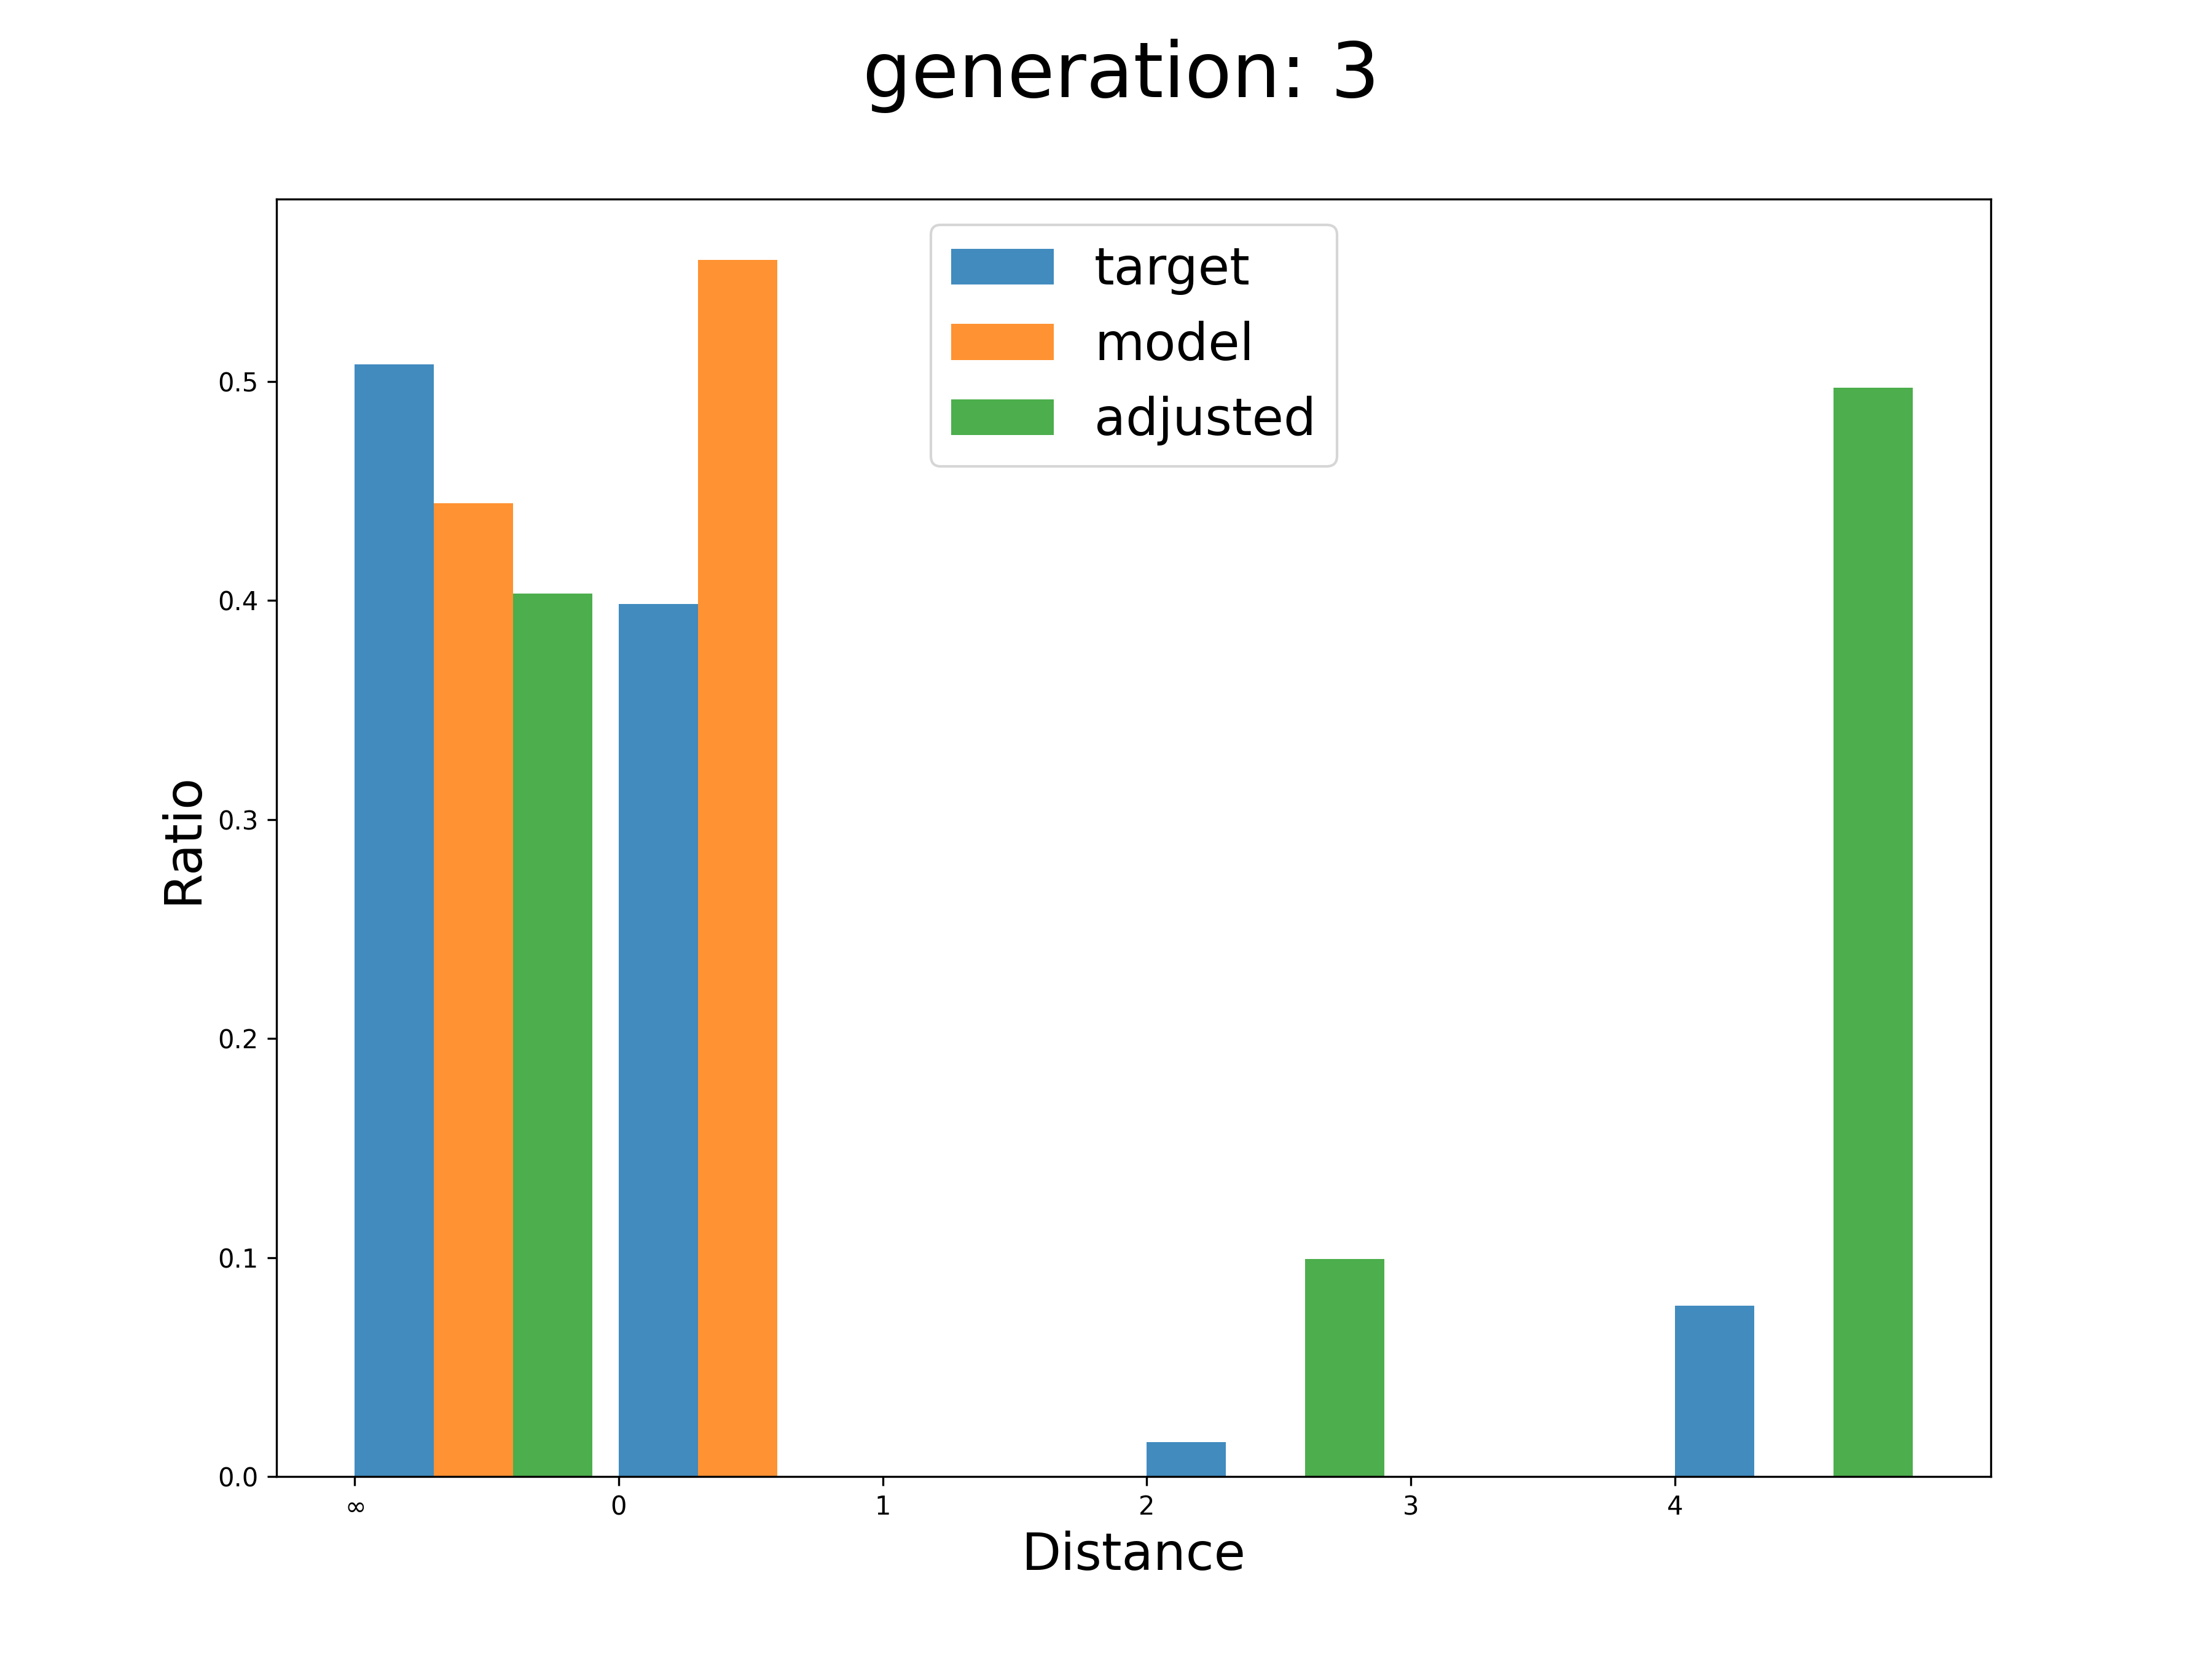 generation: 3
target
model
adjusted
Ratio
0.5
0.4
0.3
0.2
0.1
0.0
∞ 0 1 2 3 4
Distance